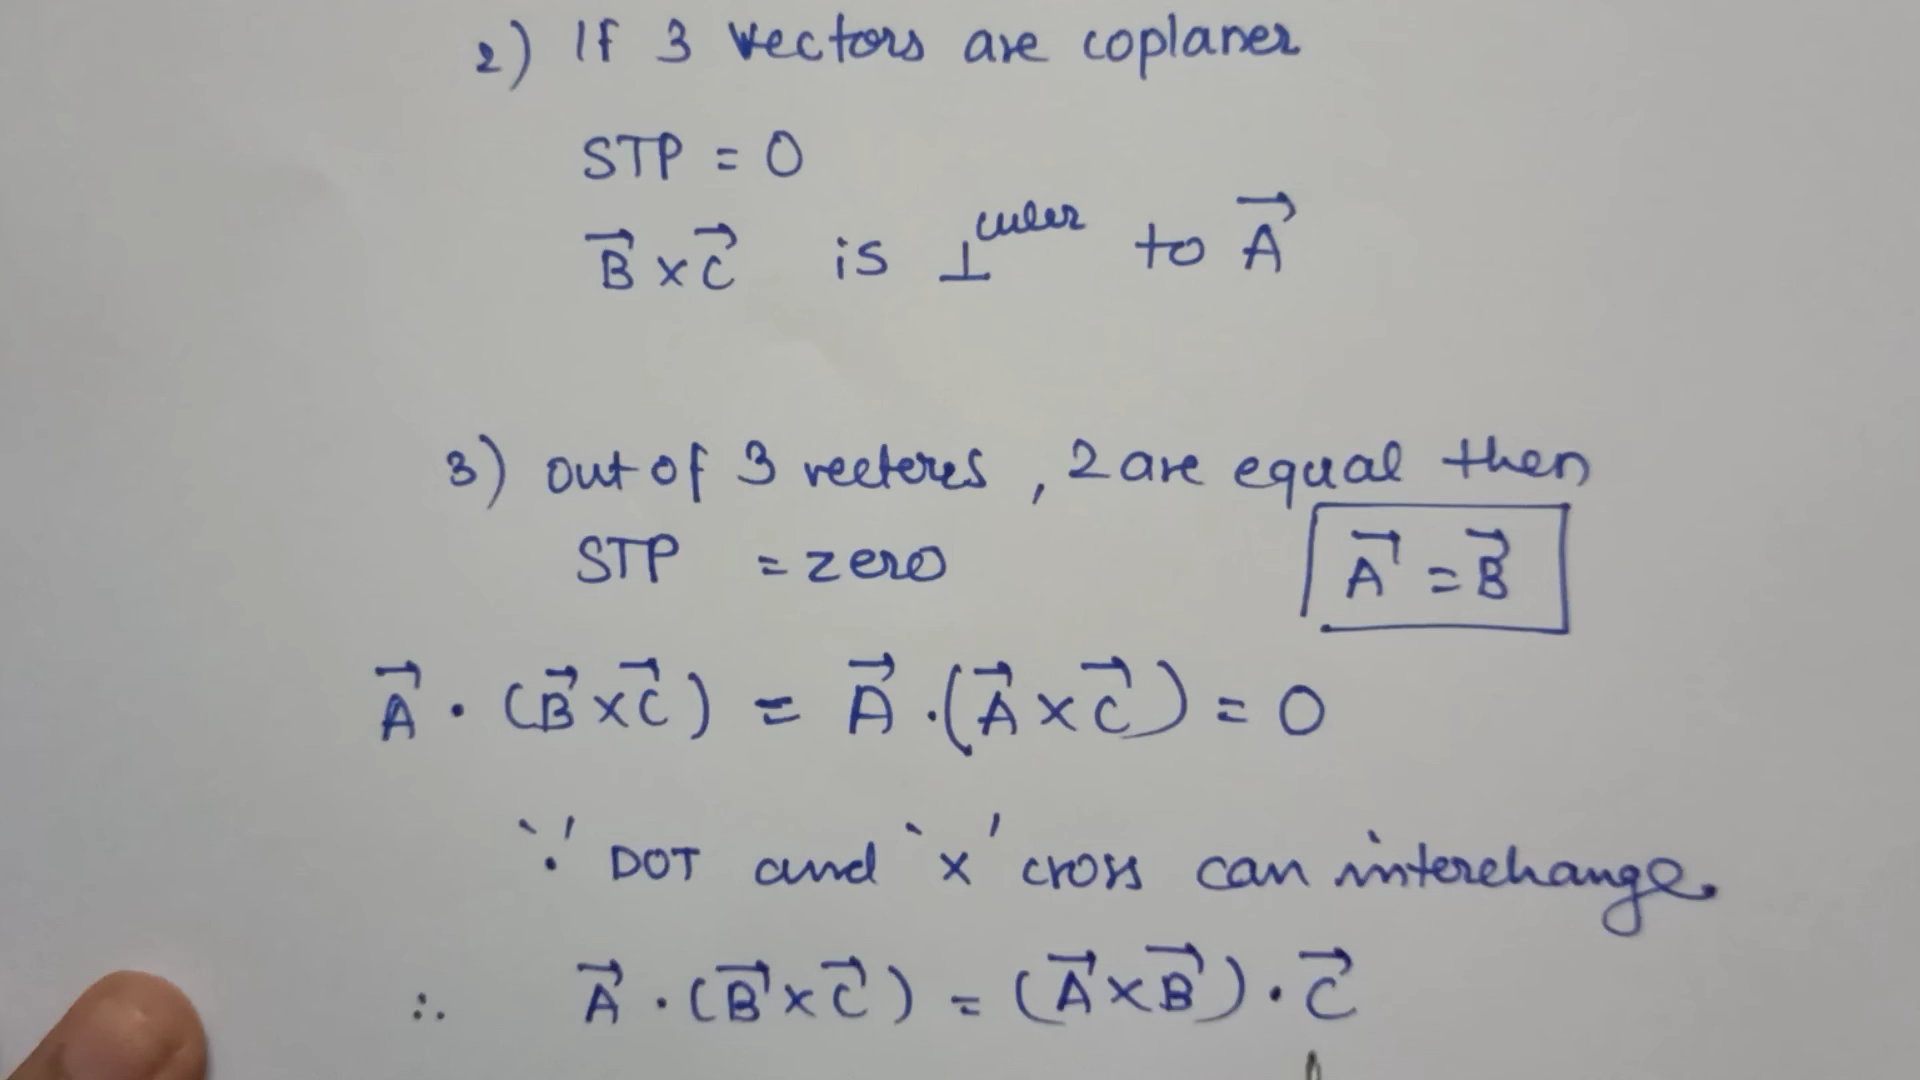 2) If 3 vectors are coplaner
STP = 0
B⃗ × C⃗ is ⊥culer to A⃗
3) out of 3 vecteres, 2 are equal then
STP = zero
A⃗ = B⃗
A⃗ · (B⃗ × C⃗) = A⃗ · (A⃗ × C⃗) = 0
'·' DOT and 'x' cross can interchange.
∴ A⃗ · (B⃗ × C⃗) = (A⃗ × B⃗) · C⃗